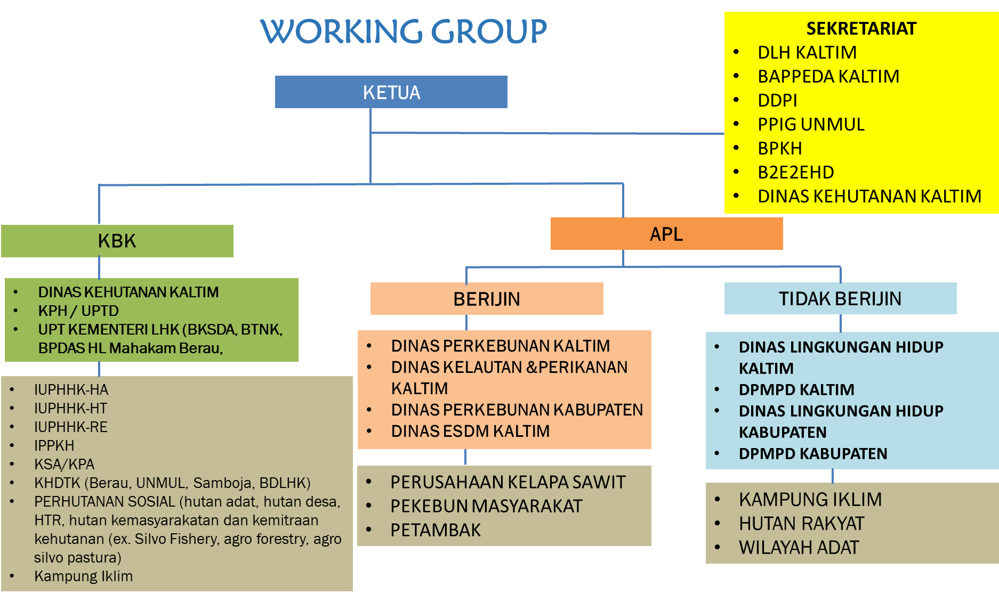 WORKING GROUP
SEKRETARIAT
• DLH KALTIM
• BAPPEDA KALTIM
• DDPI
• PPIG UNMUL
• BPKH
• B2E2EHD
• DINAS KEHUTANAN KALTIM
KETUA
KBK
• DINAS KEHUTANAN KALTIM
• KPH / UPTD
• UPT KEMENTERI LHK (BKSDA, BTNK,
BPDAS HL Mahakam Berau,
• IUPHHK-HA
• IUPHHK-HT
• IUPHHK-RE
• IPPKH
• KSA/KPA
• KHDTK (Berau, UNMUL, Samboja, BDLHK)
• PERHUTANAN SOSIAL (hutan adat, hutan desa,
HTR, hutan kemasyarakatan dan kemitraan
kehutanan (ex. Silvo Fishery, agro forestry, agro
silvo pastura)
• Kampung Iklim
APL
BERIJIN
• DINAS PERKEBUNAN KALTIM
• DINAS KELAUTAN &PERIKANAN
KALTIM
• DINAS PERKEBUNAN KABUPATEN
• DINAS ESDM KALTIM
• PERUSAHAAN KELAPA SAWIT
• PEKEBUN MASYARAKAT
• PETAMBAK
TIDAK BERIJIN
• DINAS LINGKUNGAN HIDUP
KALTIM
• DPMPD KALTIM
• DINAS LINGKUNGAN HIDUP
KABUPATEN
• DPMPD KABUPATEN
• KAMPUNG IKLIM
• HUTAN RAKYAT
• WILAYAH ADAT